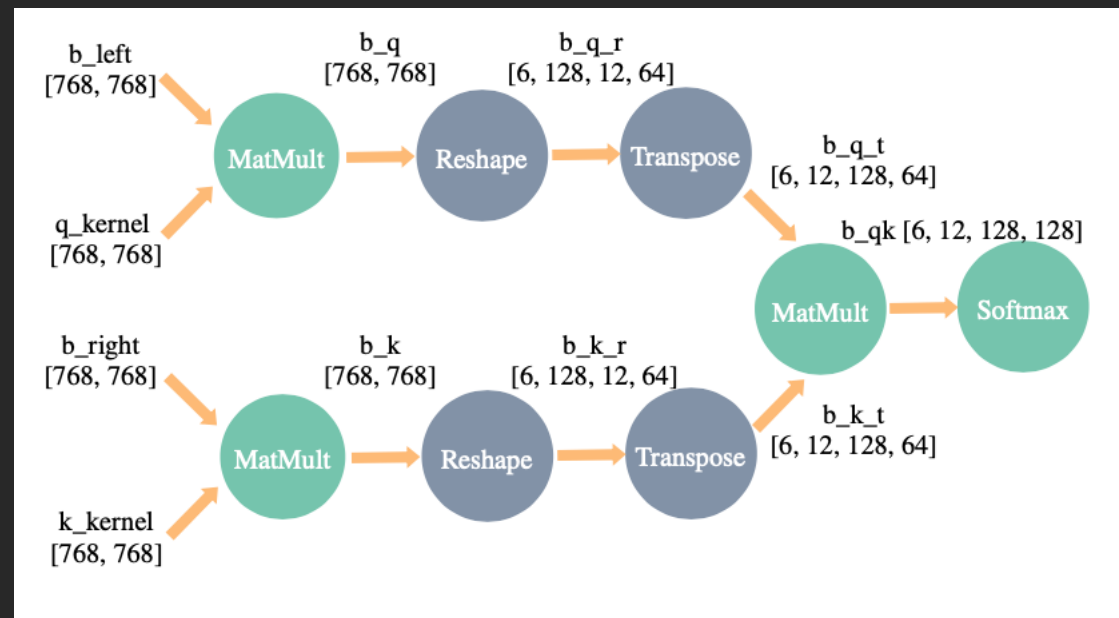 b_left
[768, 768]
b_q
[768, 768]
b_q_r
[6, 128, 12, 64]
MatMult
Reshape
Transpose
q_kernel
[768, 768]
b_q_t
[6, 12, 128, 64]
b_qk [6, 12, 128, 128]
MatMult
Softmax
b_right
[768, 768]
b_k
[768, 768]
b_k_r
[6, 128, 12, 64]
MatMult
Reshape
Transpose
b_k_t
[6, 12, 128, 64]
k_kernel
[768, 768]